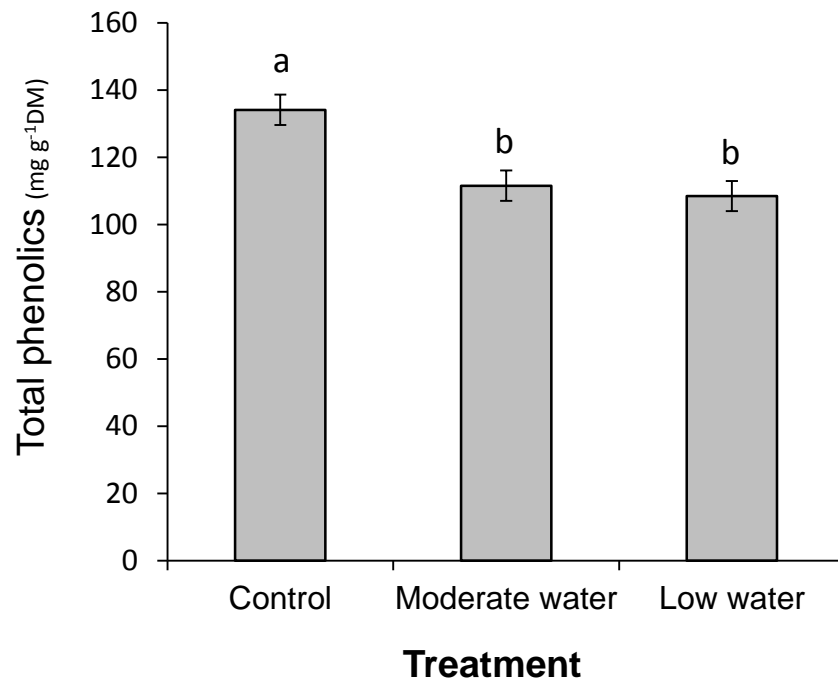 160
140
120
100
80
60
40
20
0
Total phenolics (mg g⁻¹DM)
a
b
b
Control Moderate water Low water
Treatment